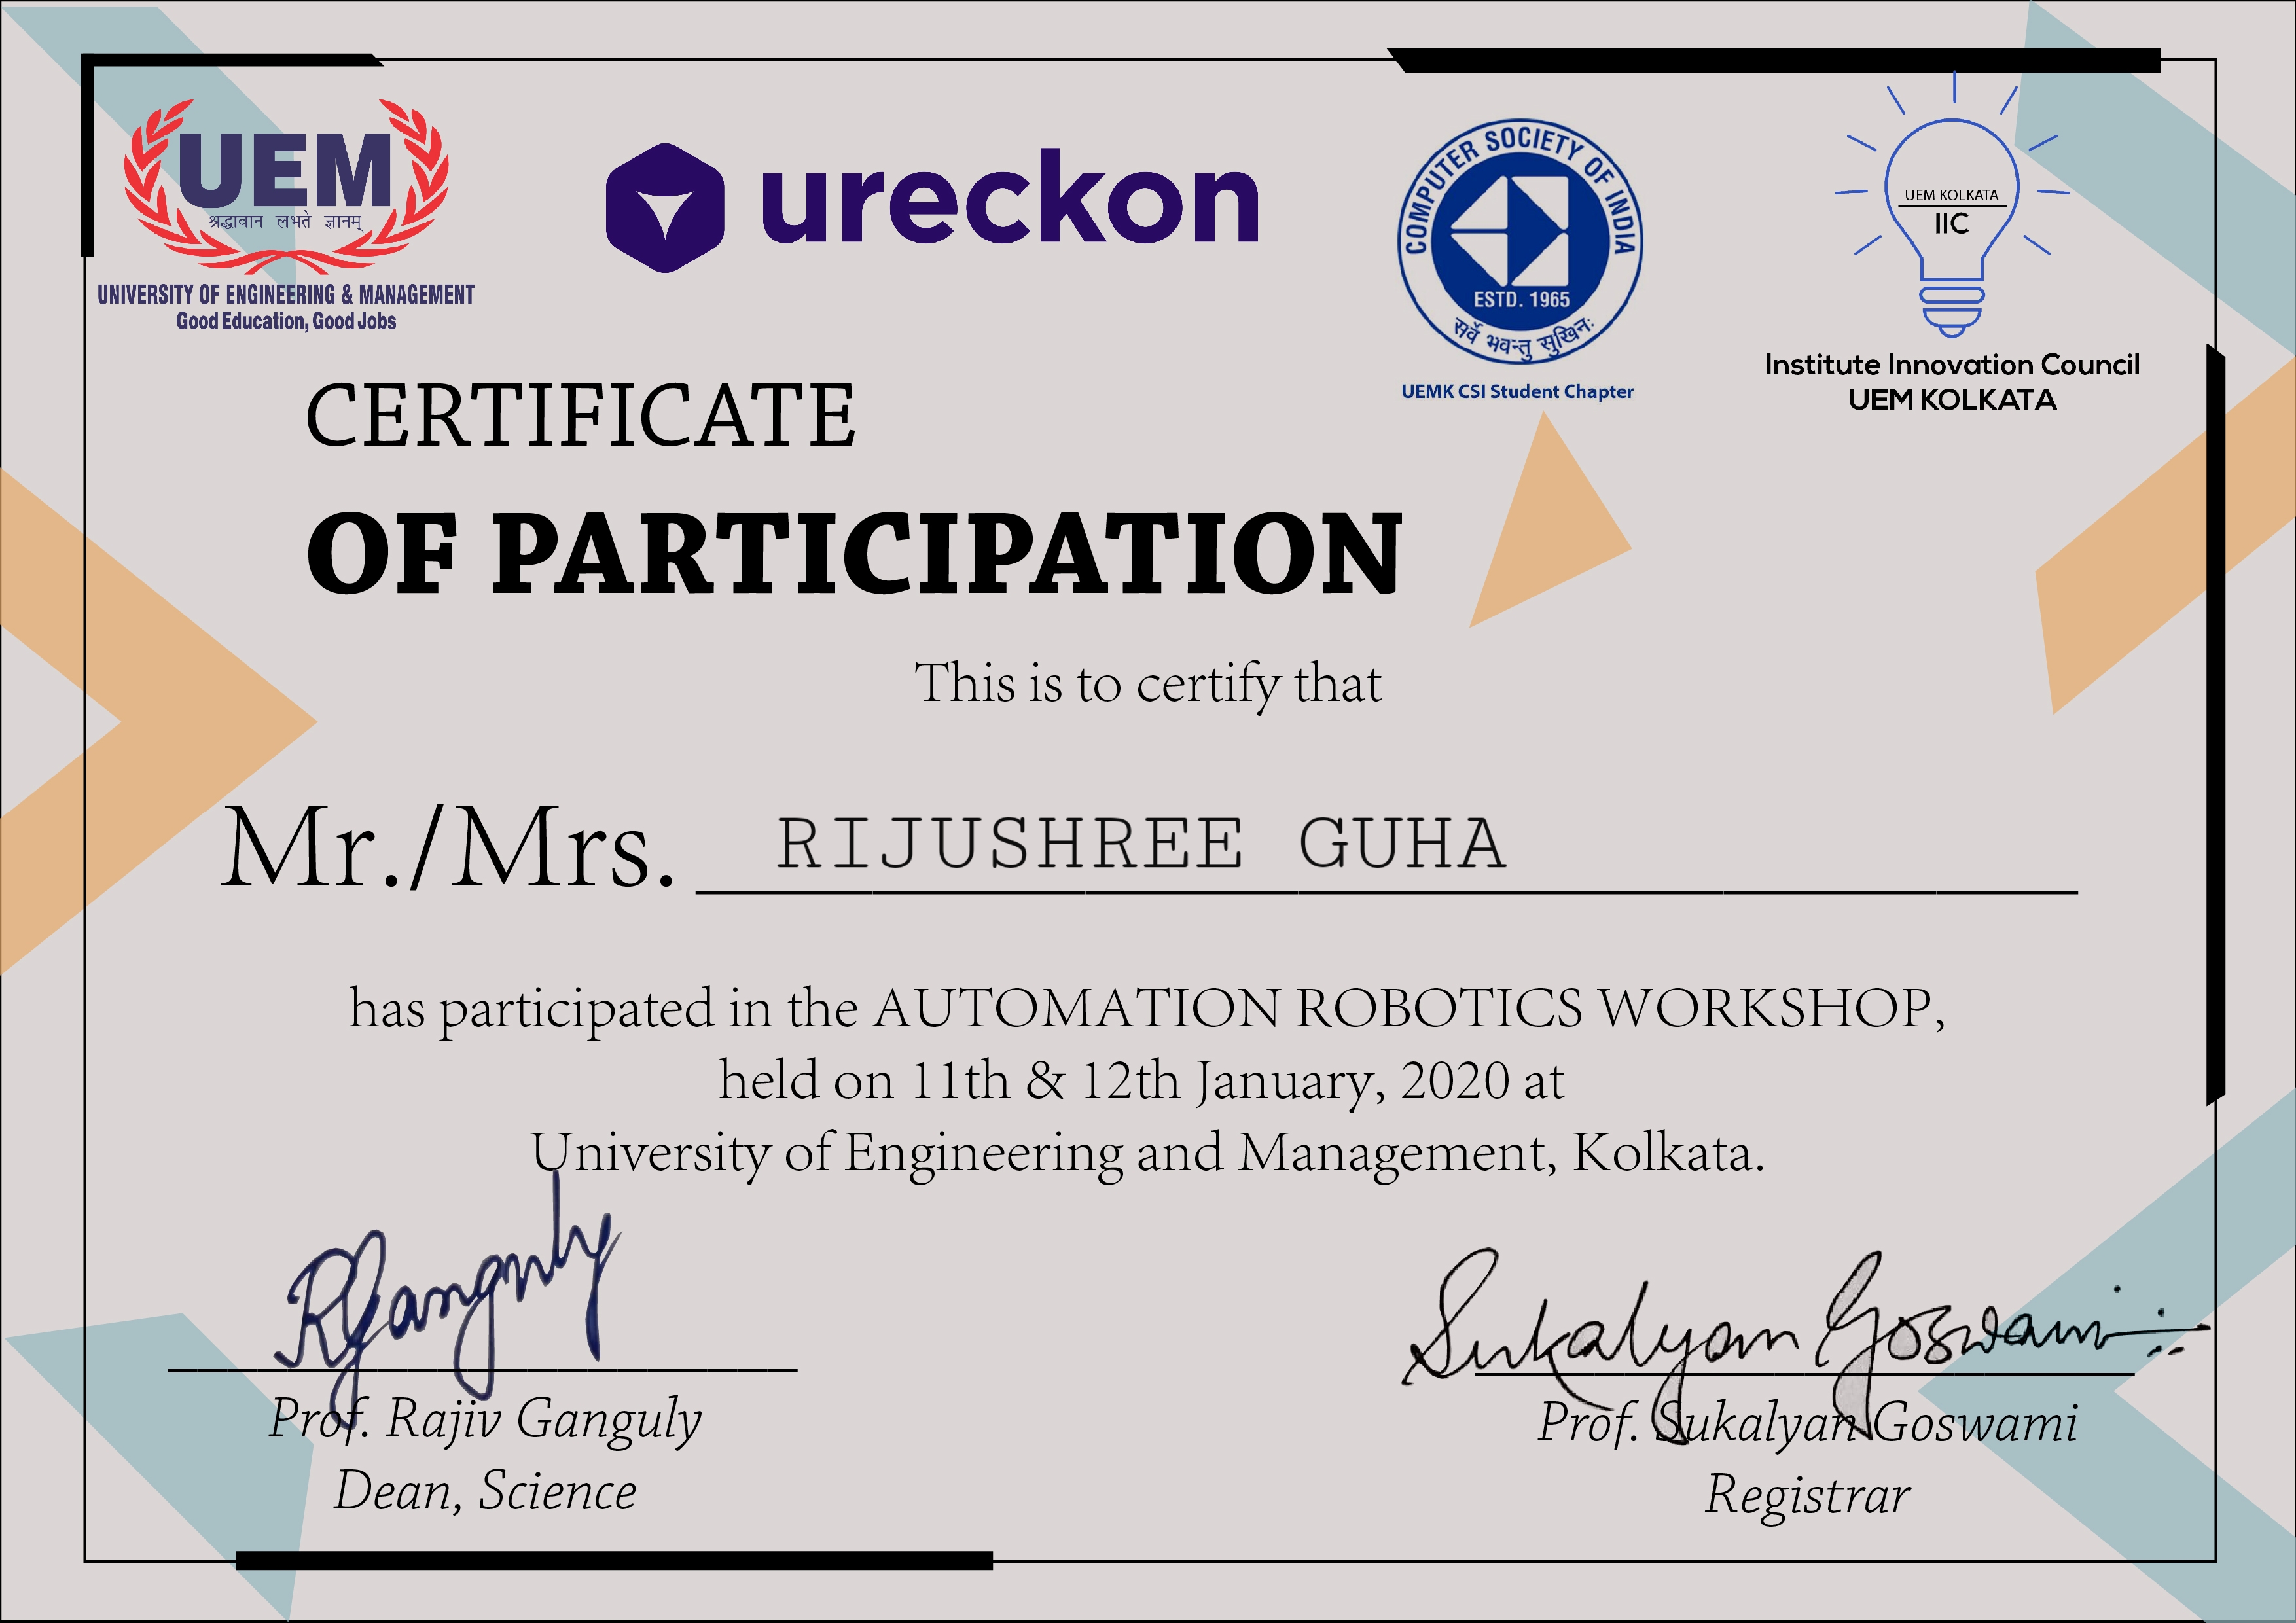 UEM
श्रद्धावान लभते ज्ञानम्
UNIVERSITY OF ENGINEERING & MANAGEMENT
Good Education, Good Jobs
ureckon
COMPUTER SOCIETY OF INDIA
ESTD. 1965
सर्वे भवन्तु सुखिनः
UEMK CSI Student Chapter
UEM KOLKATA
IIC
Institute Innovation Council
UEM KOLKATA
CERTIFICATE
OF PARTICIPATION
This is to certify that
Mr./Mrs. RIJUSHREE GUHA
has participated in the AUTOMATION ROBOTICS WORKSHOP,
held on 11th & 12th January, 2020 at
University of Engineering and Management, Kolkata.
RGanguly
Sukalyan Goswami
Prof. Rajiv Ganguly
Dean, Science
Prof. Sukalyan Goswami
Registrar